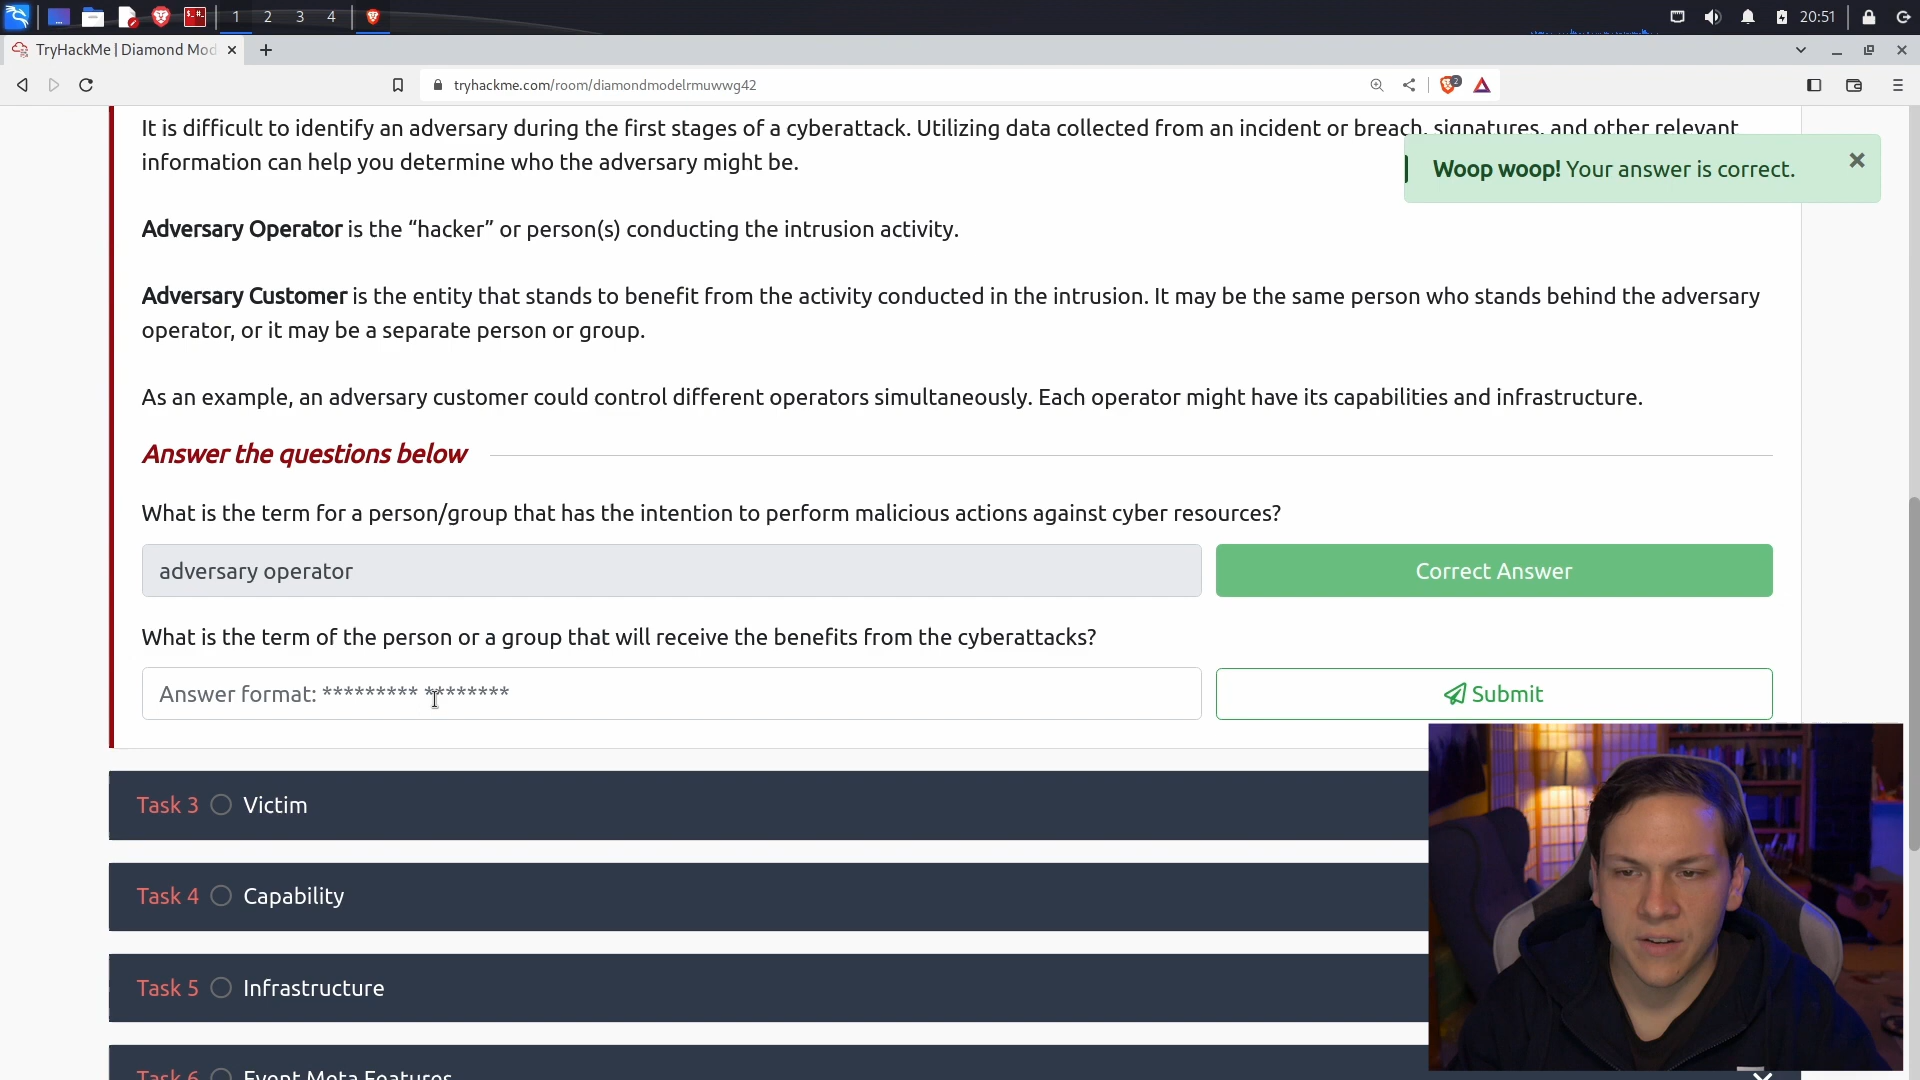 1 2 3 4
20:51
TryHackMe | Diamond Mod
tryhackme.com/room/diamondmodelrmuwwg42
2
It is difficult to identify an adversary during the first stages of a cyberattack. Utilizing data collected from an incident or breach, signatures, and other relevant
information can help you determine who the adversary might be.
Woop woop! Your answer is correct.
Adversary Operator is the “hacker” or person(s) conducting the intrusion activity.
Adversary Customer is the entity that stands to benefit from the activity conducted in the intrusion. It may be the same person who stands behind the adversary
operator, or it may be a separate person or group.
As an example, an adversary customer could control different operators simultaneously. Each operator might have its capabilities and infrastructure.
Answer the questions below
What is the term for a person/group that has the intention to perform malicious actions against cyber resources?
adversary operator
Correct Answer
What is the term of the person or a group that will receive the benefits from the cyberattacks?
Answer format: ********* ********
Submit
Task 3 Victim
Task 4 Capability
Task 5 Infrastructure
Task 6 Event Meta Features